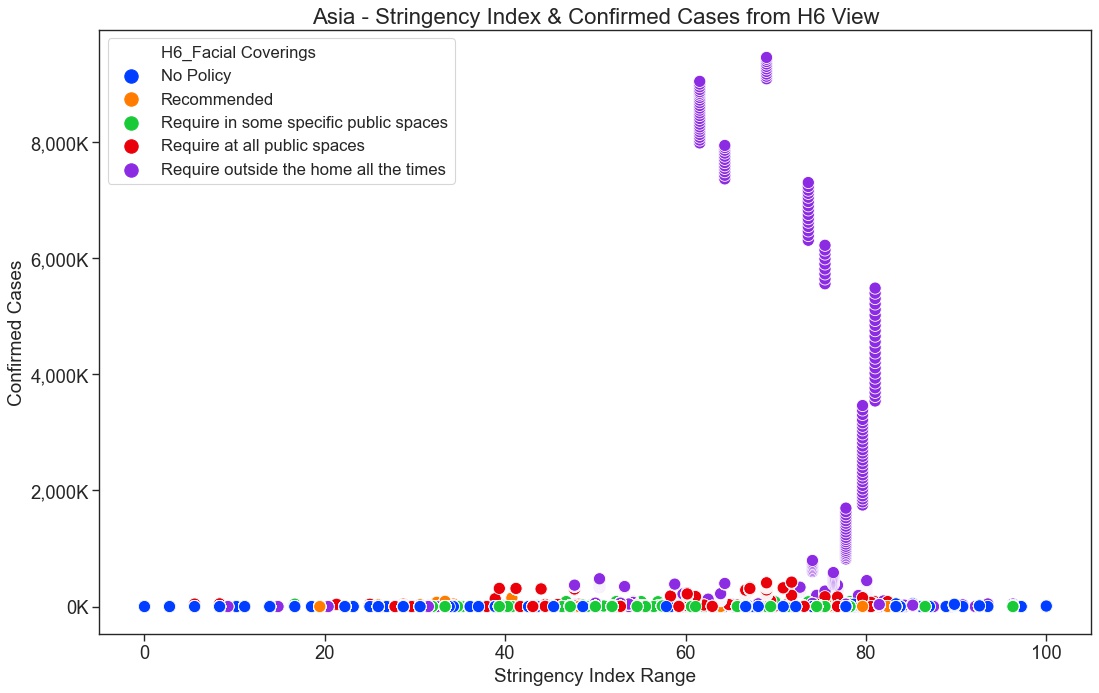 Asia - Stringency Index & Confirmed Cases from H6 View
H6_Facial Coverings
No Policy
Recommended
Require in some specific public spaces
Require at all public spaces
Require outside the home all the times
8,000K
6,000K
4,000K
2,000K
0K
Confirmed Cases
0 20 40 60 80 100
Stringency Index Range